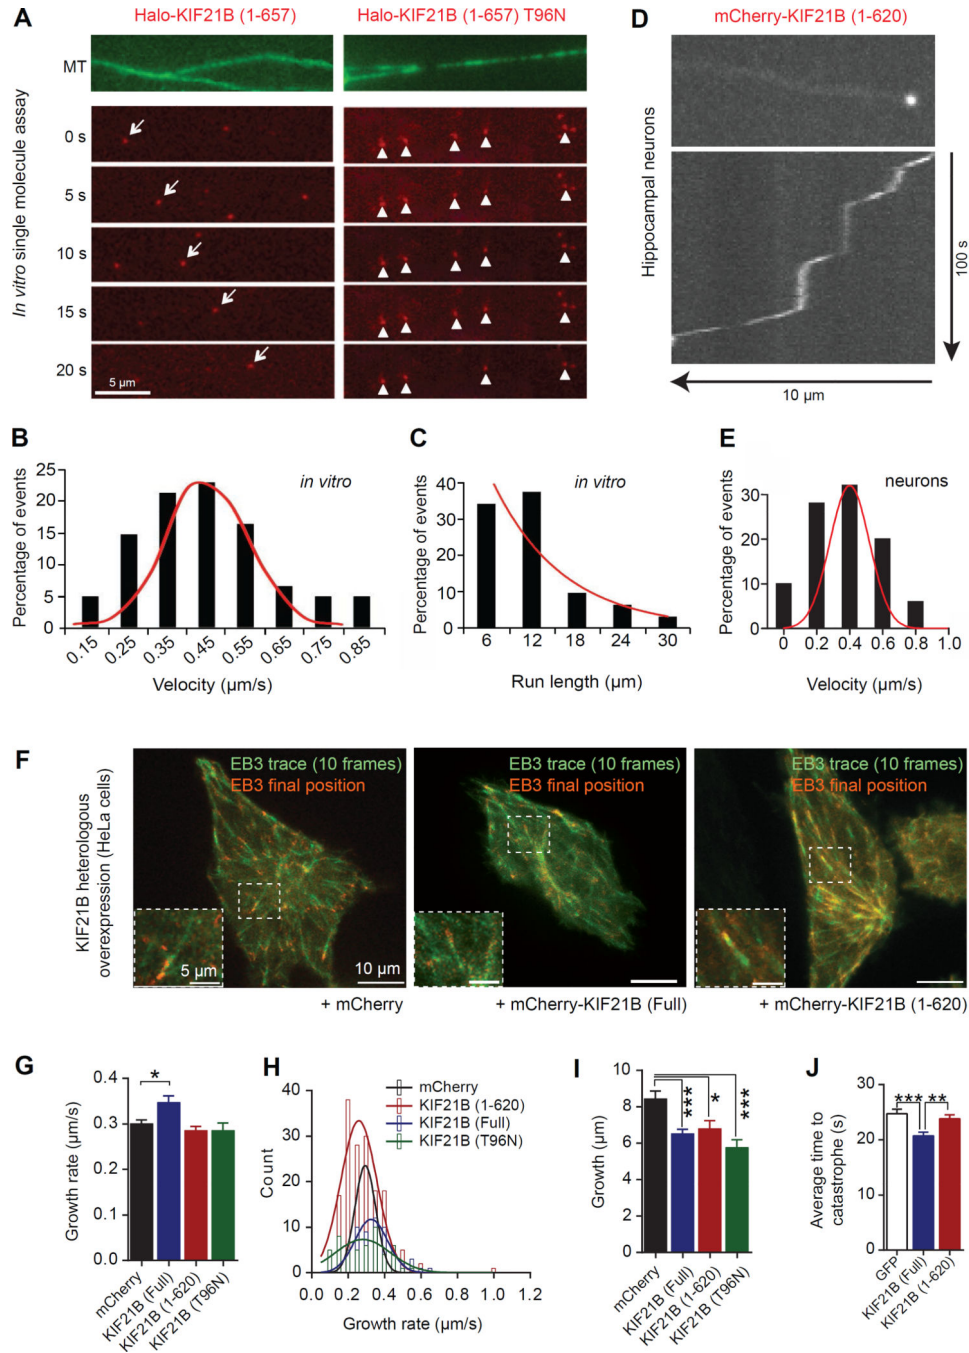 A
Halo-KIF21B (1-657)
Halo-KIF21B (1-657) T96N
In vitro single molecule assay
MT
0 s
5 s
10 s
15 s
20 s
5 µm
D
mCherry-KIF21B (1-620)
Hippocampal neurons
100 s
10 µm
B
Percentage of events
in vitro
25
20
15
10
5
0
0.15 0.25 0.35 0.45 0.55 0.65 0.75 0.85
Velocity (µm/s)
C
Percentage of events
in vitro
40
30
20
10
0
6 12 18 24 30
Run length (µm)
E
Percentage of events
neurons
30
20
10
0
0 0.2 0.4 0.6 0.8 1.0
Velocity (µm/s)
F
KIF21B heterologous
overexpression (HeLa cells)
EB3 trace (10 frames)
EB3 final position
5 µm
10 µm
+ mCherry
EB3 trace (10 frames)
EB3 final position
+ mCherry-KIF21B (Full)
EB3 trace (10 frames)
EB3 final position
+ mCherry-KIF21B (1-620)
G
Growth rate (µm/s)
*
0.4
0.3
0.2
0.1
0.0
mCherry
KIF21B (Full)
KIF21B (1-620)
KIF21B (T96N)
H
Count
40
30
20
10
0
mCherry
KIF21B (1-620)
KIF21B (Full)
KIF21B (T96N)
0.0 0.2 0.4 0.6 0.8 1.0 1.2
Growth rate (µm/s)
I
Growth (µm)
10
8
6
4
2
0
***
*
***
mCherry
KIF21B (Full)
KIF21B (1-620)
KIF21B (T96N)
J
Average time to
catastrophe (s)
30
20
10
0
*** **
GFP
KIF21B (Full)
KIF21B (1-620)